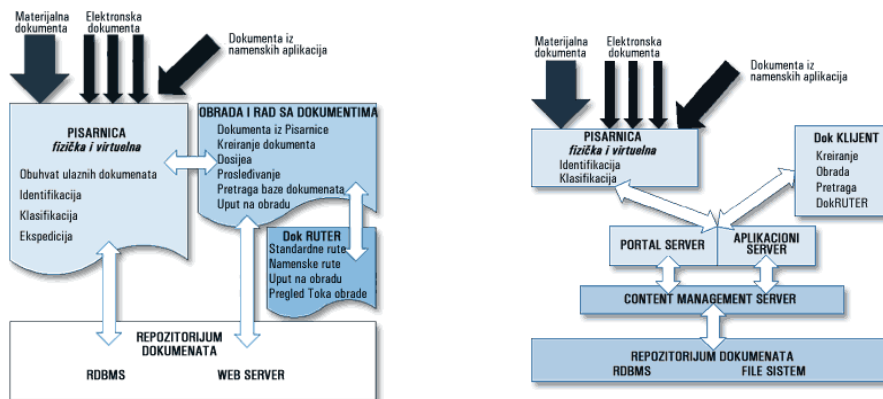 Materijalna
dokumenta
Elektronska
dokumenta
Dokumenta iz
namenskih aplikacija
PISARNICA
fizička i virtuelna
Obuhvat ulaznih dokumenata
Identifikacija
Klasifikacija
Ekspedicija
OBRADA I RAD SA DOKUMENTIMA
Dokumenta iz Pisarnice
Kreiranje dokumenta
Dosijea
Prosleđivanje
Pretraga baze dokumenata
Uput na obradu
Dok RUTER
Standardne rute
Namenske rute
Uput na obradu
Pregled Toka obrade
REPOZITORIJUM
DOKUMENATA
RDBMS
WEB SERVER
Materijalna
dokumenta
Elektronska
dokumenta
Dokumenta iz
namenskih aplikacija
PISARNICA
fizička i virtuelna
Identifikacija
Klasifikacija
Dok KLIJENT
Kreiranje
Obrada
Pretraga
DokRUTER
PORTAL SERVER
APLIKACIONI
SERVER
CONTENT MANAGEMENT SERVER
REPOZITORIJUM DOKUMENATA
RDBMS
FILE SISTEM